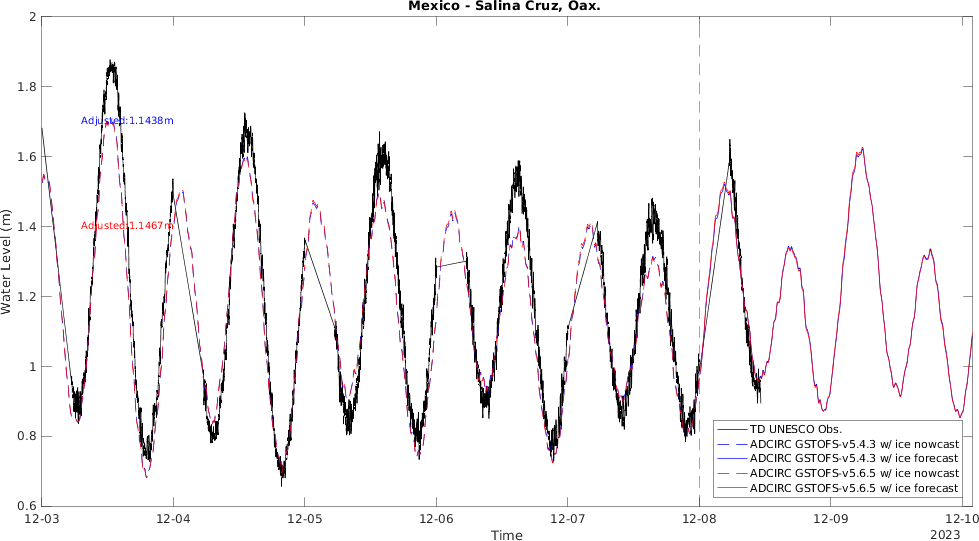 Mexico - Salina Cruz, Oax.
Water Level (m)
2
1.8
1.6
1.4
1.2
1
0.8
0.6
Adjusted:1.1438m
Adjusted:1.1467m
TD UNESCO Obs.
ADCIRC GSTOFS-v5.4.3 w/ ice nowcast
ADCIRC GSTOFS-v5.4.3 w/ ice forecast
ADCIRC GSTOFS-v5.6.5 w/ ice nowcast
ADCIRC GSTOFS-v5.6.5 w/ ice forecast
12-03 12-04 12-05 12-06 12-07 12-08 12-09 12-10
Time
2023